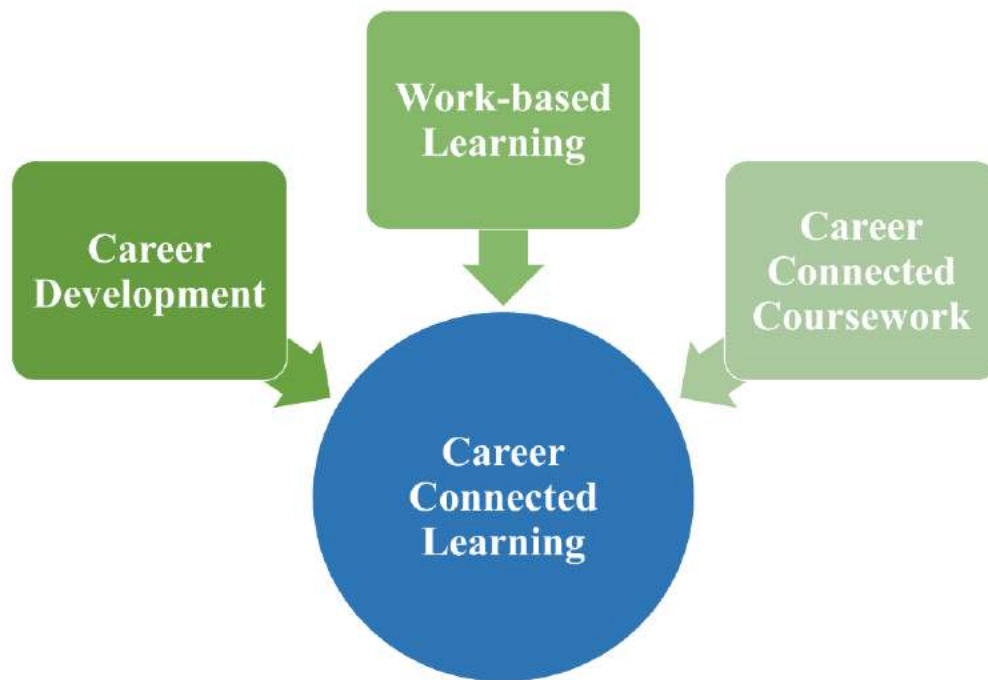 Work-based
Learning
Career
Development
Career
Connected
Coursework
Career
Connected
Learning